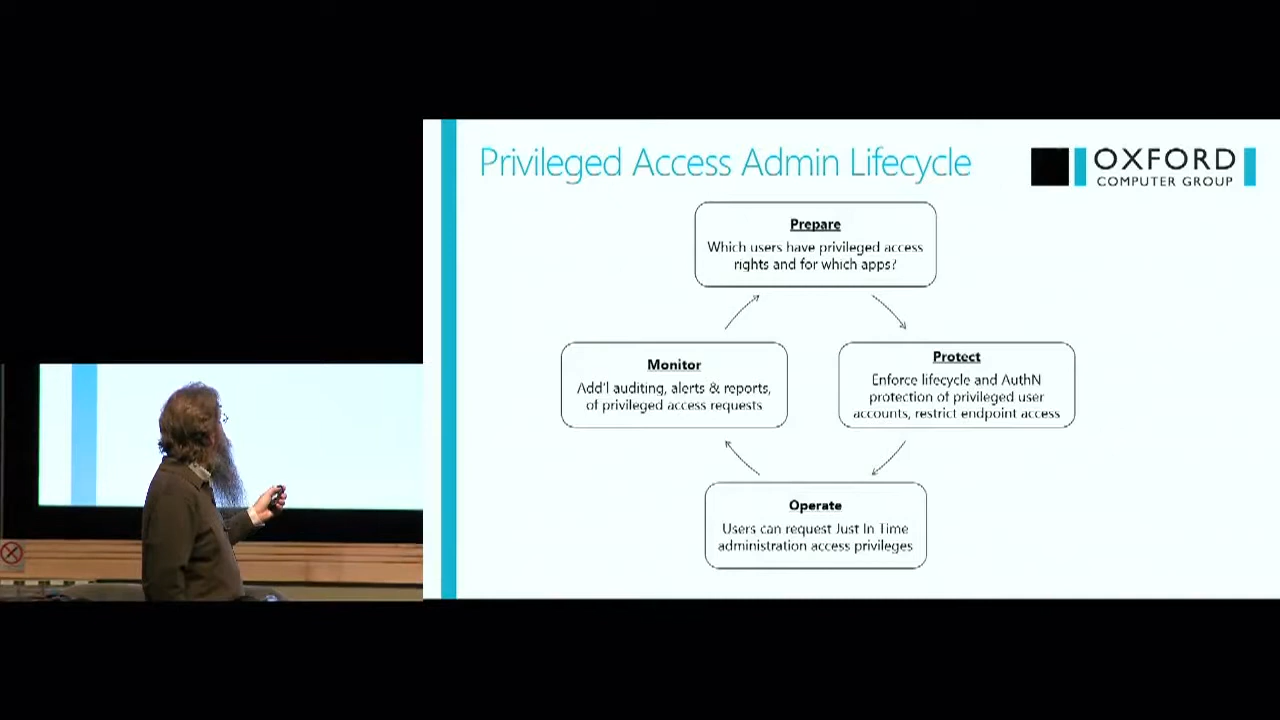 Privileged Access Admin Lifecycle
OXFORD
COMPUTER GROUP
Prepare
Which users have privileged access
rights and for which apps?
Monitor
Add'l auditing, alerts & reports,
of privileged access requests
Protect
Enforce lifecycle and AuthN
protection of privileged user
accounts, restrict endpoint access
Operate
Users can request Just In Time
administration access privileges